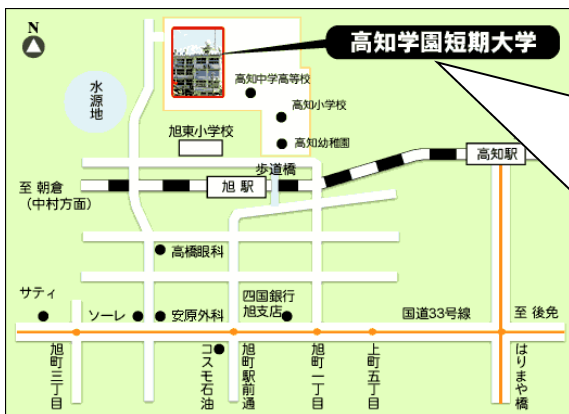 N
高知学園短期大学
水源地
高知中学高等校
高知小学校
高知幼稚園
旭東小学校
歩道橋
高知駅
旭 駅
至 朝倉
(中村方面)
高橋眼科
サティ
ソーレ
安原外科
四国銀行
旭支店
国道33号線
至 後免
旭町三丁目
コスモ石油
旭町駅前通
旭町一丁目
上町五丁目
はりまや橋